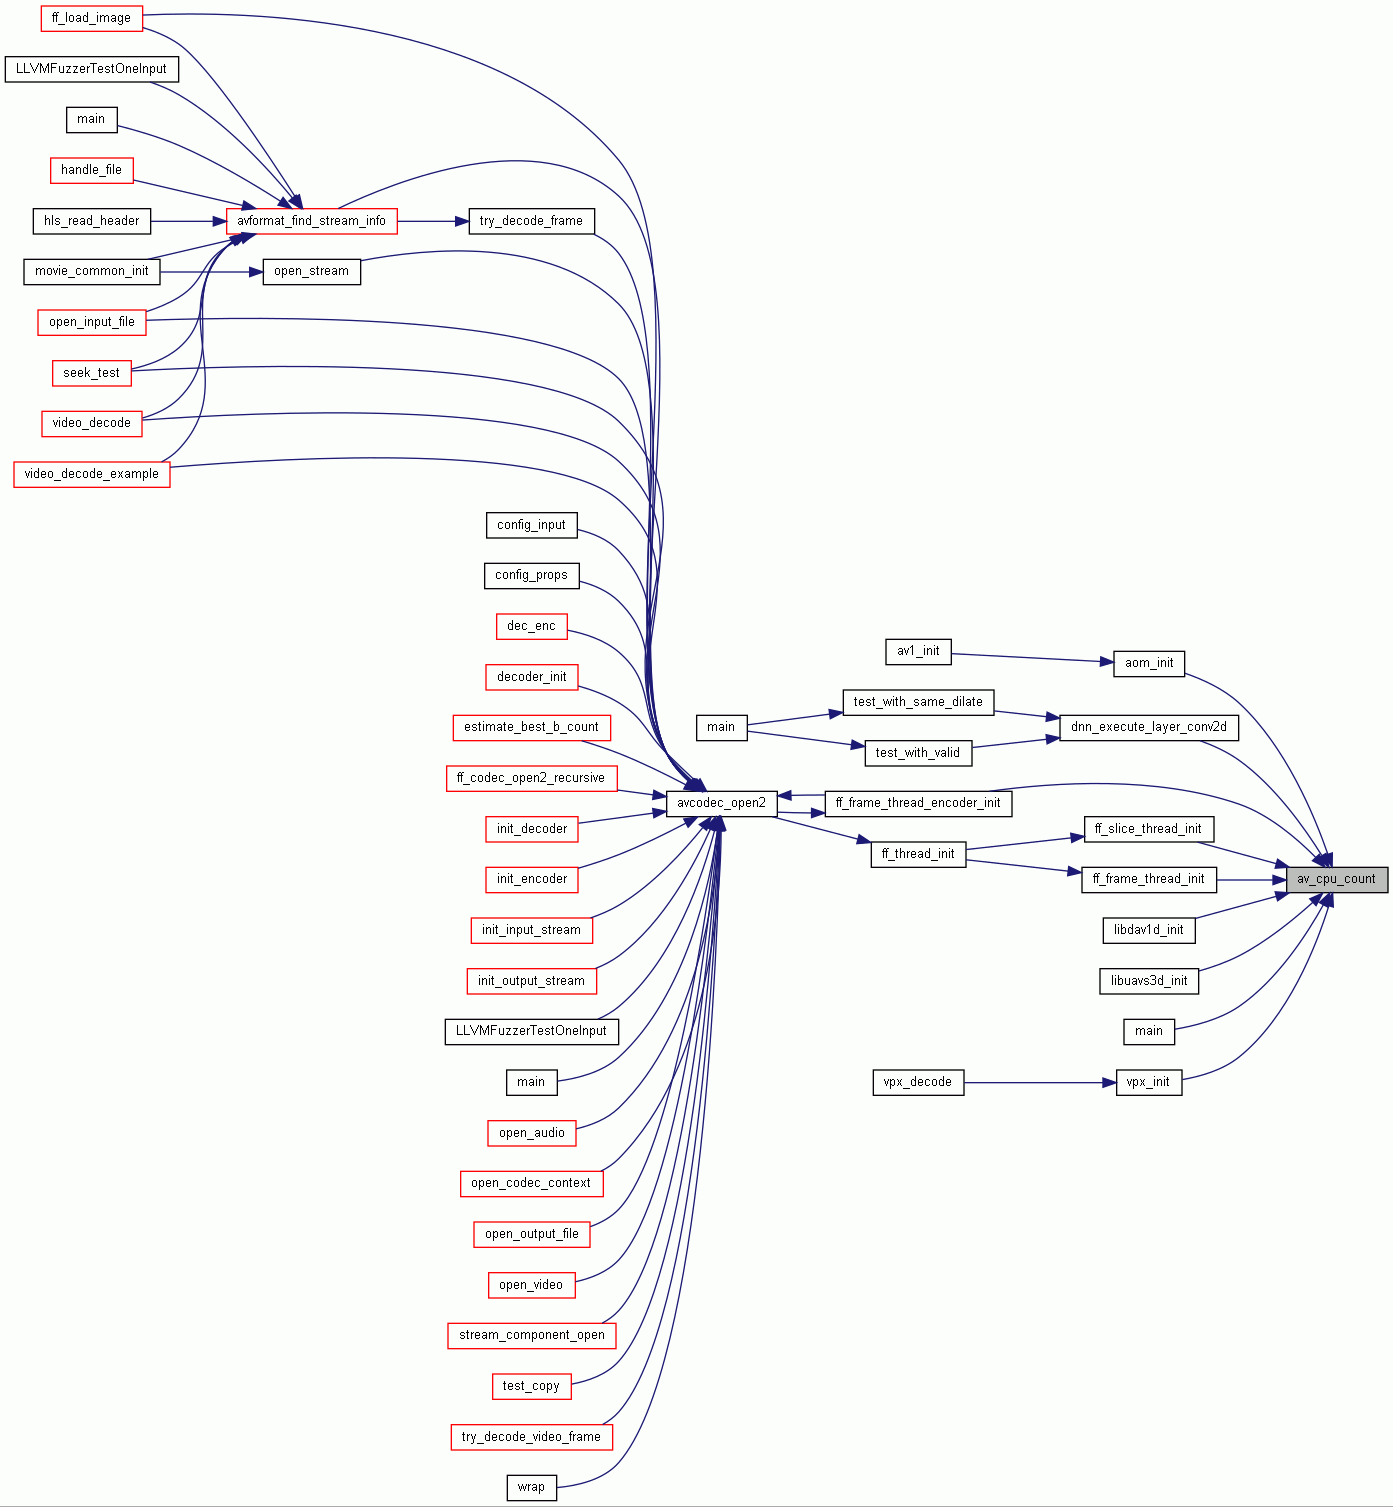 ff_load_image
LLVMFuzzerTestOneInput
main
handle_file
hls_read_header
avformat_find_stream_info
try_decode_frame
movie_common_init
open_stream
open_input_file
seek_test
video_decode
video_decode_example
config_input
config_props
dec_enc
decoder_init
estimate_best_b_count
ff_codec_open2_recursive
init_decoder
init_encoder
init_input_stream
init_output_stream
LLVMFuzzerTestOneInput
main
open_audio
open_codec_context
open_output_file
open_video
stream_component_open
test_copy
try_decode_video_frame
wrap
avcodec_open2
main
av1_init
test_with_same_dilate
test_with_valid
ff_frame_thread_encoder_init
ff_thread_init
vpx_decode
aom_init
dnn_execute_layer_conv2d
ff_slice_thread_init
ff_frame_thread_init
libdav1d_init
libuavs3d_init
main
vpx_init
av_cpu_count